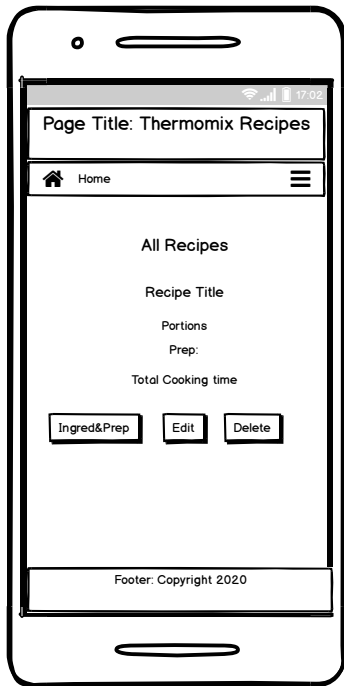 17:02
Page Title: Thermomix Recipes
Home
All Recipes
Recipe Title
Portions
Prep:
Total Cooking time
Ingred&Prep Edit Delete
Footer: Copyright 2020